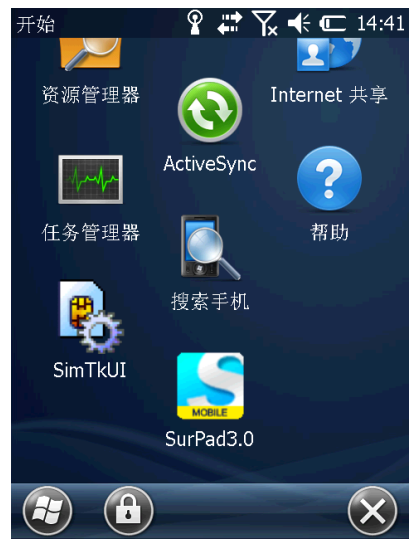 开始
14:41
资源管理器
ActiveSync
Internet 共享
任务管理器
搜索手机
帮助
SimTkUI
MOBILE
SurPad3.0